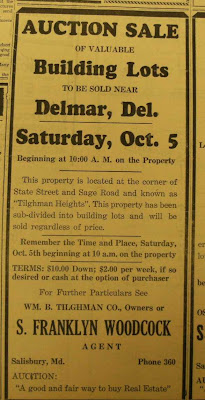 AUCTION SALE
OF VALUABLE
Building Lots
TO BE SOLD NEAR
Delmar, Del.
Saturday, Oct. 5
Beginning at 10:00 A. M. on the Property
This property is located at the corner of
State Street and Sage Road and known as
"Tilghman Heights". This property has been
sub-divided into building lots and will be
sold regardless of price.
Remember the Time and Place, Saturday,
Oct. 5th beginning at 10 a.m. on the property
TERMS: $10.00 Down; $2.00 per week, if so
desired or cash at the option of purchaser
For Further Particulars See
WM. B. TILGHMAN CO., Owners or
S. FRANKLYN WOODCOCK
AGENT
Salisbury, Md. Phone 360
AUCTION:
"A good and fair way to buy Real Estate"